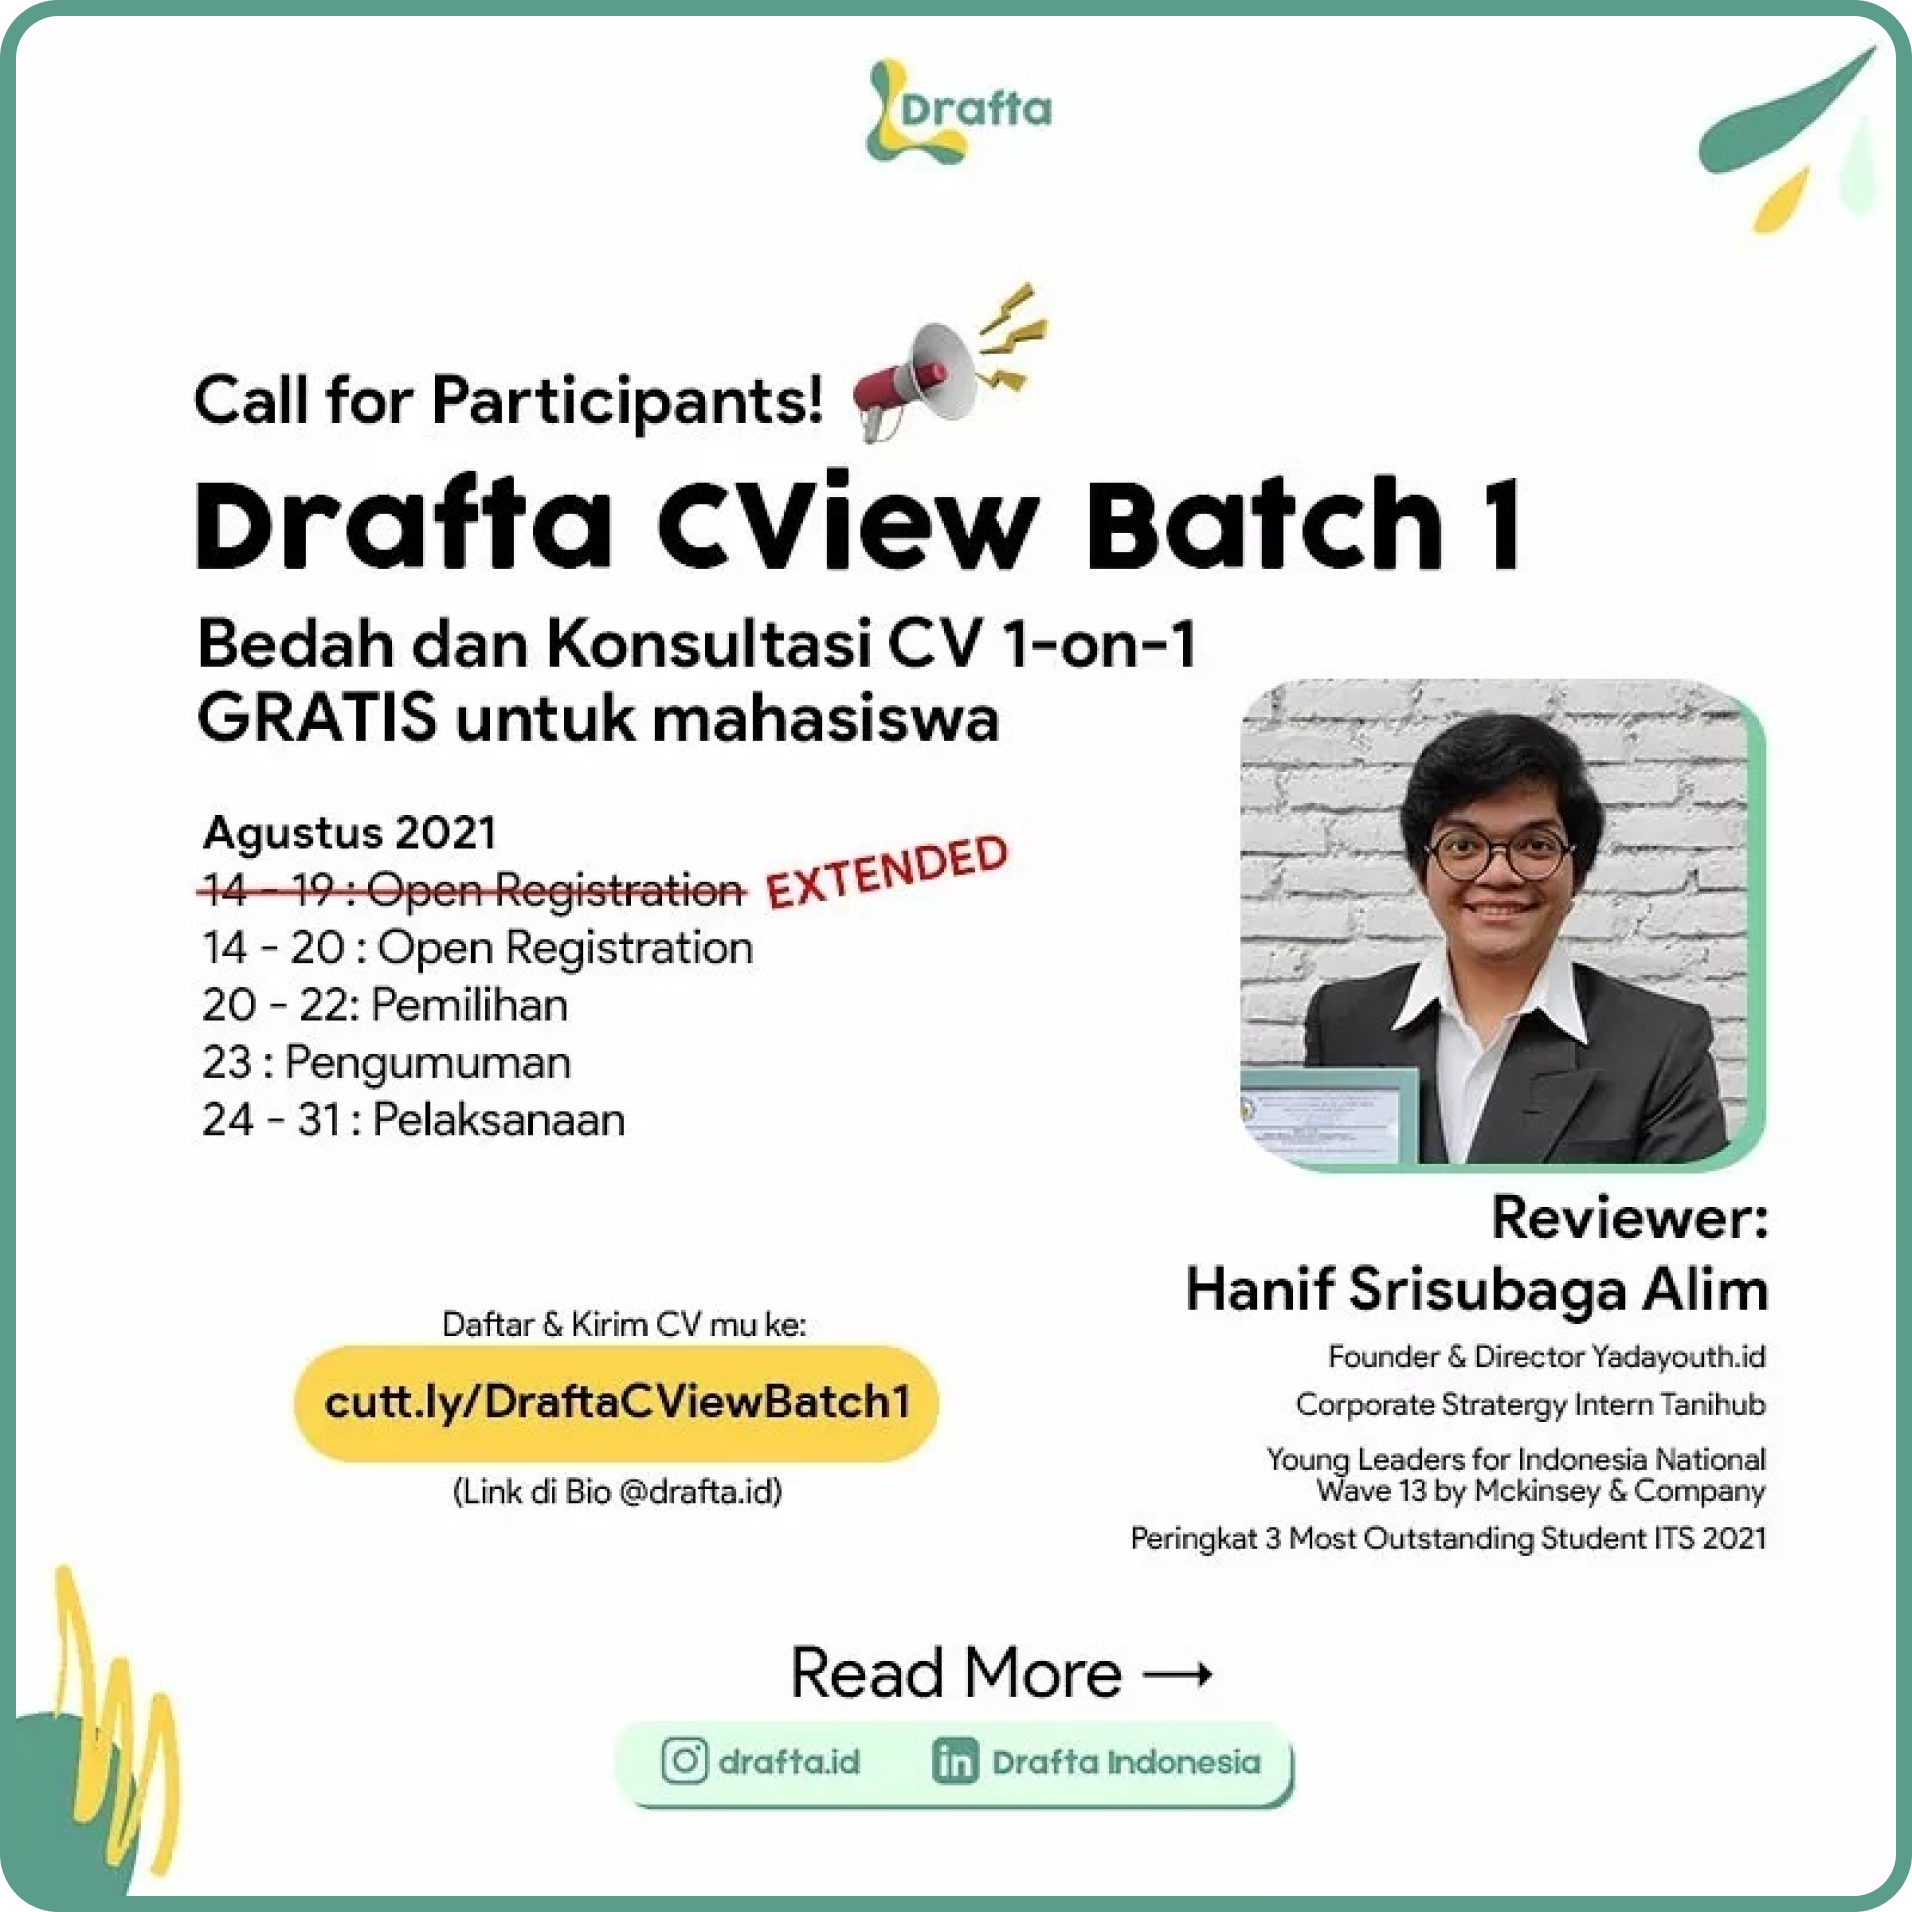 Drafta
Call for Participants!
Drafta CView Batch 1
Bedah dan Konsultasi CV 1-on-1
GRATIS untuk mahasiswa
Agustus 2021
14 - 19 : Open Registration EXTENDED
14 - 20 : Open Registration
20 - 22: Pemilihan
23 : Pengumuman
24 - 31 : Pelaksanaan
Daftar & Kirim CV mu ke:
cutt.ly/DraftaCViewBatch1
(Link di Bio @drafta.id)
Reviewer:
Hanif Srisubaga Alim
Founder & Director Yadayouth.id
Corporate Stratergy Intern Tanihub
Young Leaders for Indonesia National
Wave 13 by Mckinsey & Company
Peringkat 3 Most Outstanding Student ITS 2021
Read More →
drafta.id
Drafta Indonesia